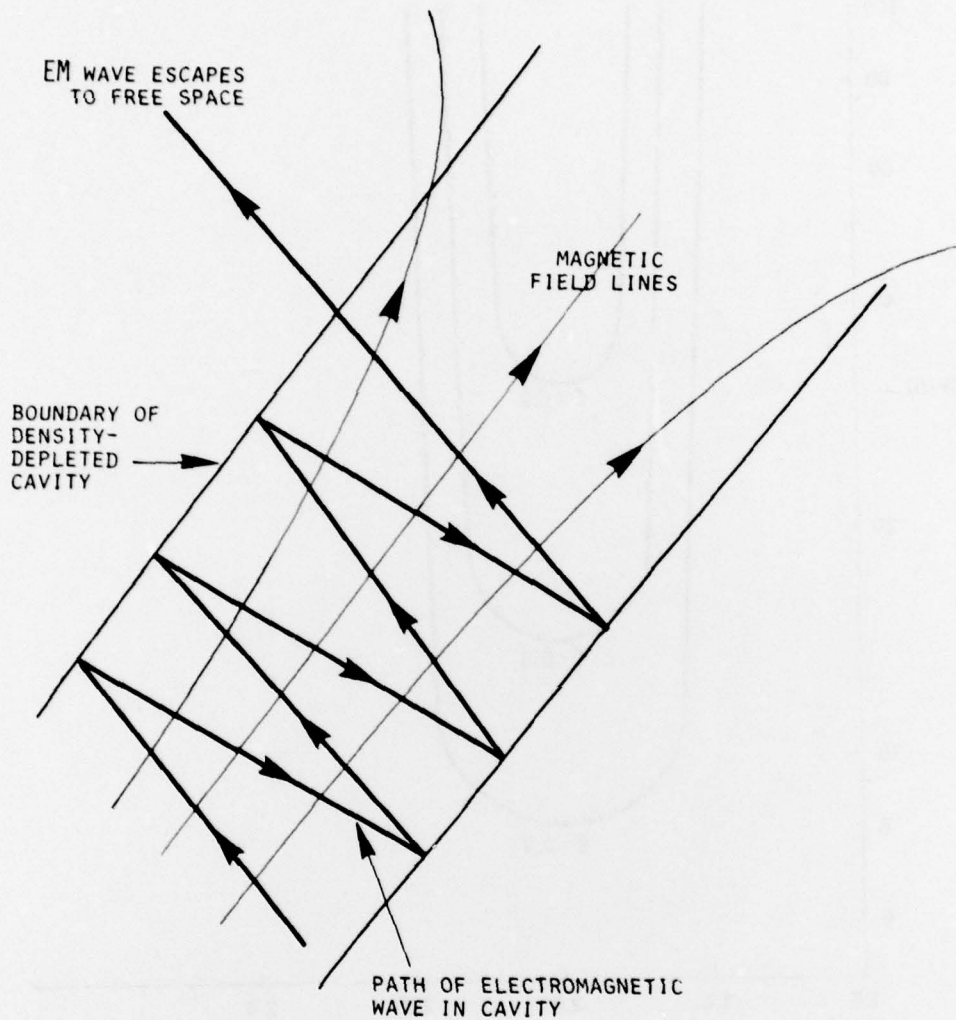 EM WAVE ESCAPES
TO FREE SPACE
MAGNETIC
FIELD LINES
BOUNDARY OF
DENSITY-
DEPLETED
CAVITY
PATH OF ELECTROMAGNETIC
WAVE IN CAVITY